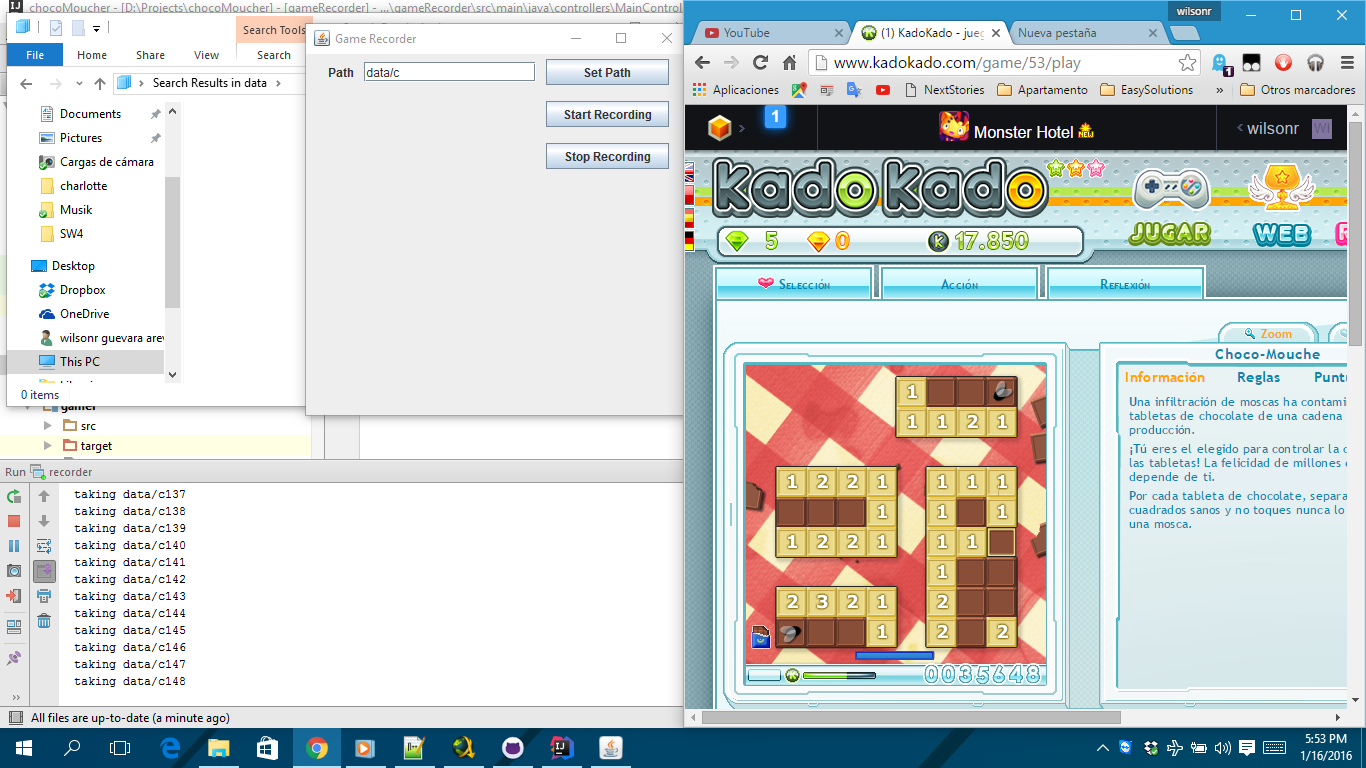 chocoMoucher - [D:\Projects\chocoMoucher] - [gameRecorder] - ...\gameRecorder\src\main\java\controllers\MainControl
Search Tools
File Home Share View Search
Search Results in data
Documents
Pictures
Cargas de cámara
charlotte
Musik
SW4
Desktop
Dropbox
OneDrive
wilsonr guevara arev
This PC
0 items
gamer
src
target
Game Recorder
Path data/c Set Path
Start Recording
Stop Recording
Run recorder
taking data/c137
taking data/c138
taking data/c139
taking data/c140
taking data/c141
taking data/c142
taking data/c143
taking data/c144
taking data/c145
taking data/c146
taking data/c147
taking data/c148
All files are up-to-date (a minute ago)
wilsonr
YouTube (1) KadoKado - jueg Nueva pestaña
www.kadokado.com/game/53/play 1
Aplicaciones NextStories Apartamento EasySolutions » Otros marcadores
1 Monster Hotel NEW wilsonr WI
kadokado
5 0 K 17.850
JUGAR WEB R
Selección Acción Reflexión
Zoom
Choco-Mouche
Información Reglas Puntu
Una infiltración de moscas ha contami
tabletas de chocolate de una cadena
producción.
¡Tú eres el elegido para controlar la c
las tabletas! La felicidad de millones d
depende de ti.
Por cada tableta de chocolate, separa
cuadrados sanos y no toques nunca lo
una mosca.
1
1 1 2 1
1 2 2 1 1 1 1
1 1 1
1 2 2 1 1 1
1
2 3 2 1 2
1 2 2
0035648
5:53 PM
1/16/2016